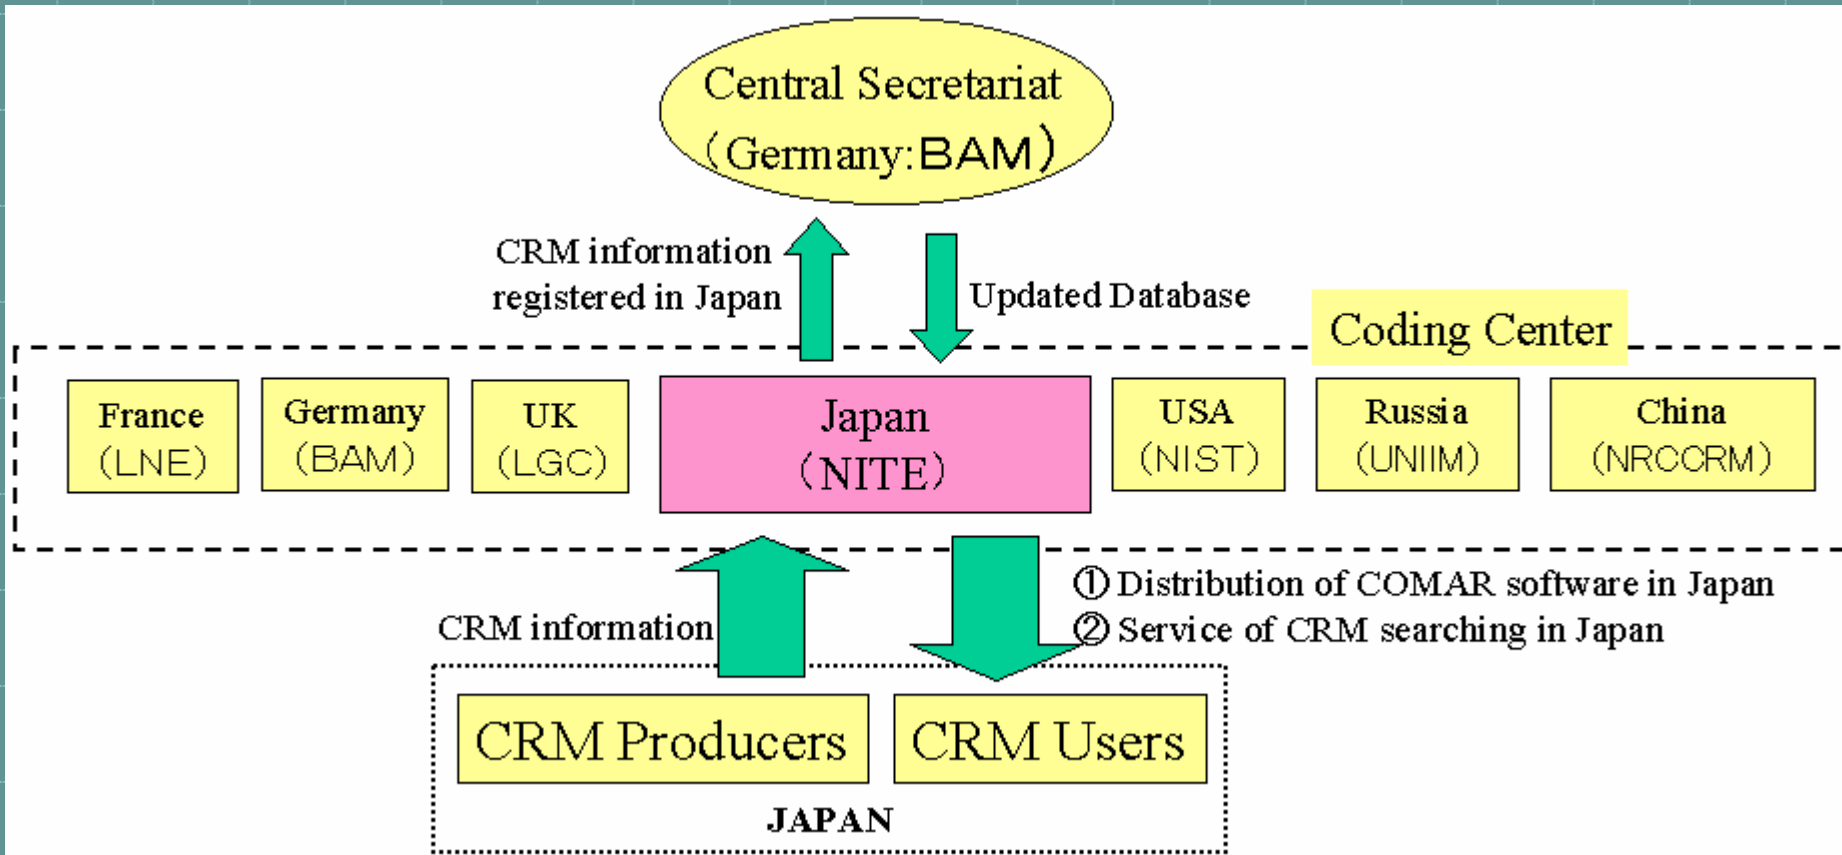 Central Secretariat
（Germany:BAM）
CRM information
registered in Japan
Updated Database
Coding Center
France
（LNE）
Germany
（BAM）
UK
（LGC）
Japan
（NITE）
USA
（NIST）
Russia
（UNIIM）
China
（NRCCRM）
CRM information
① Distribution of COMAR software in Japan
② Service of CRM searching in Japan
CRM Producers
CRM Users
JAPAN